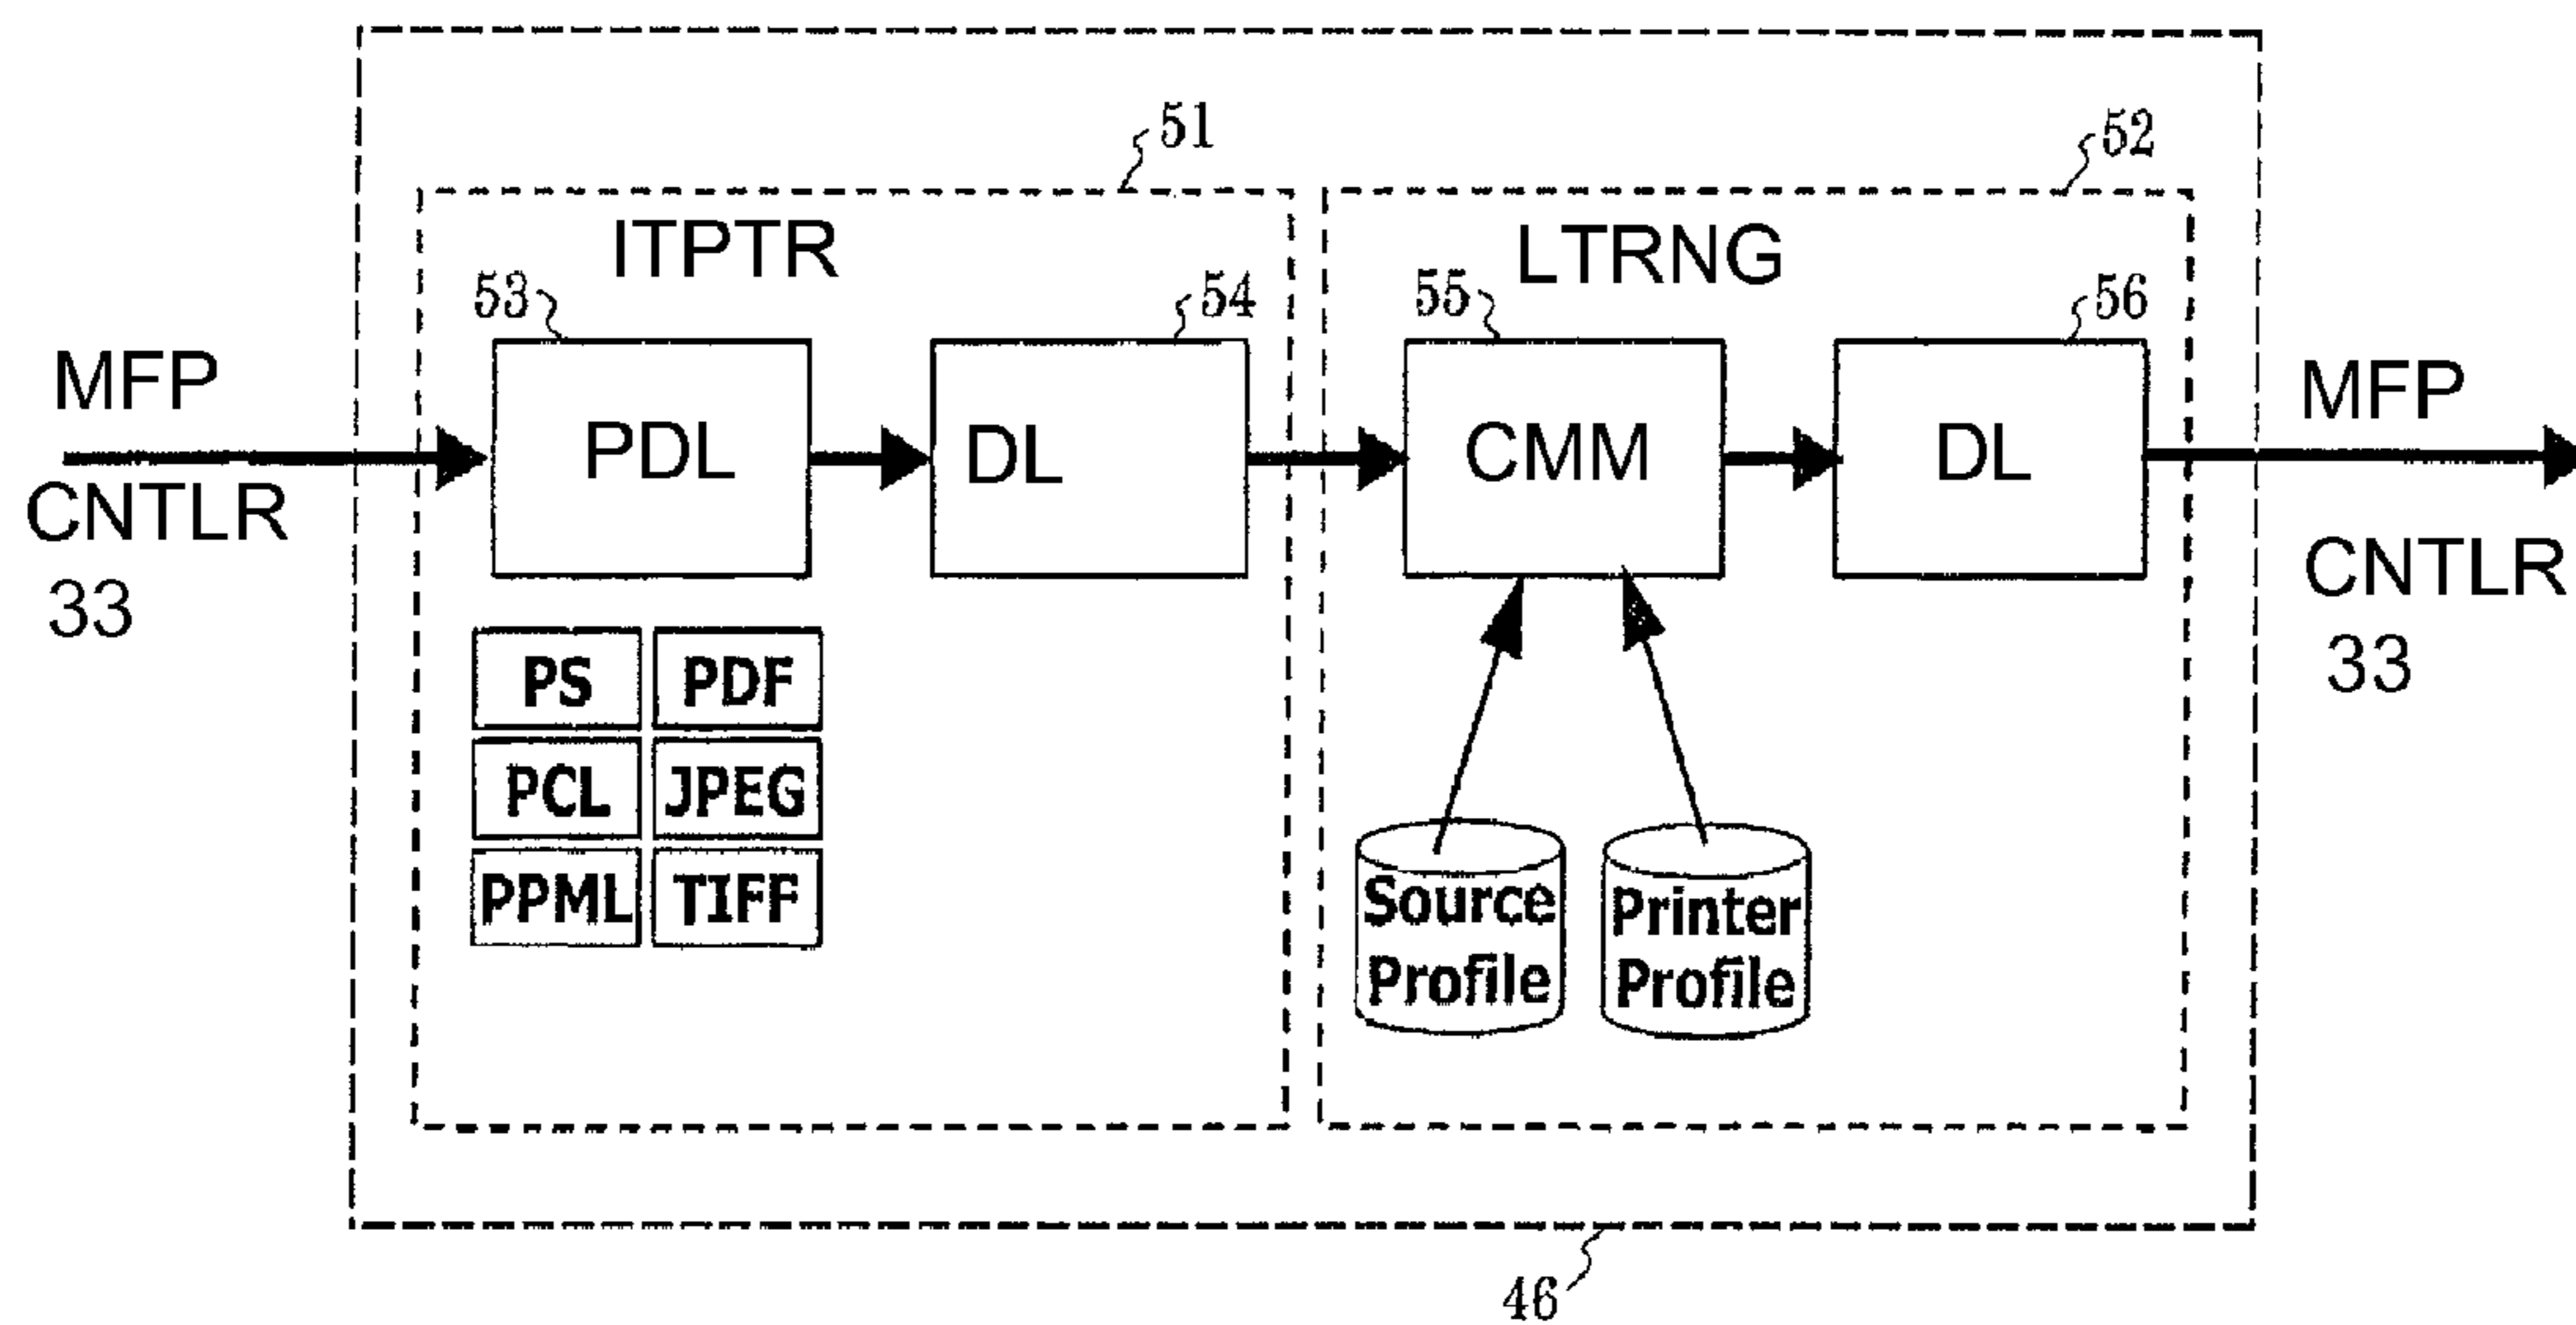 51
52
ITPTR
LTRNG
53
54
55
56
MFP
CNTLR
33
PDL
DL
CMM
DL
MFP
CNTLR
33
PS
PDF
PCL
JPEG
PPML
TIFF
Source
Profile
Printer
Profile
46